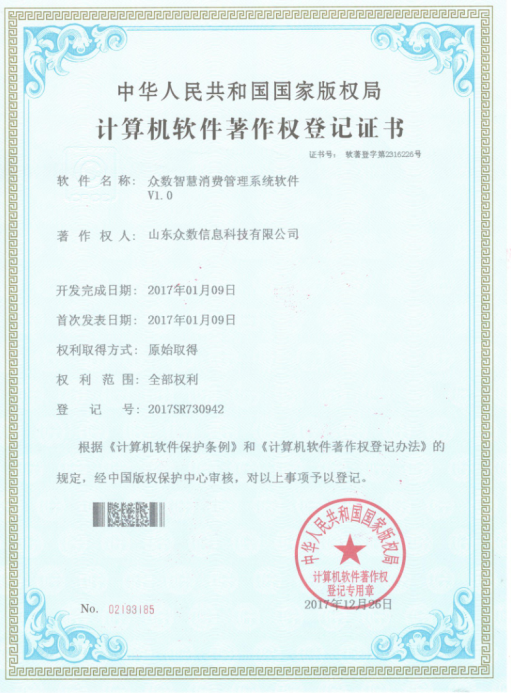 中华人民共和国国家版权局
计算机软件著作权登记证书
证书号： 软著登字第2316226号
软件名称： 众数智慧消费管理系统软件
V1.0
著作权人： 山东众数信息科技有限公司
开发完成日期： 2017年01月09日
首次发表日期： 2017年01月09日
权利取得方式： 原始取得
权利范围： 全部权利
登记号： 2017SR730942
根据《计算机软件保护条例》和《计算机软件著作权登记办法》的
规定，经中国版权保护中心审核，对以上事项予以登记。
中华人民共和国国家版权局
计算机软件著作权
登记专用章
2017年12月26日
No. 02193185